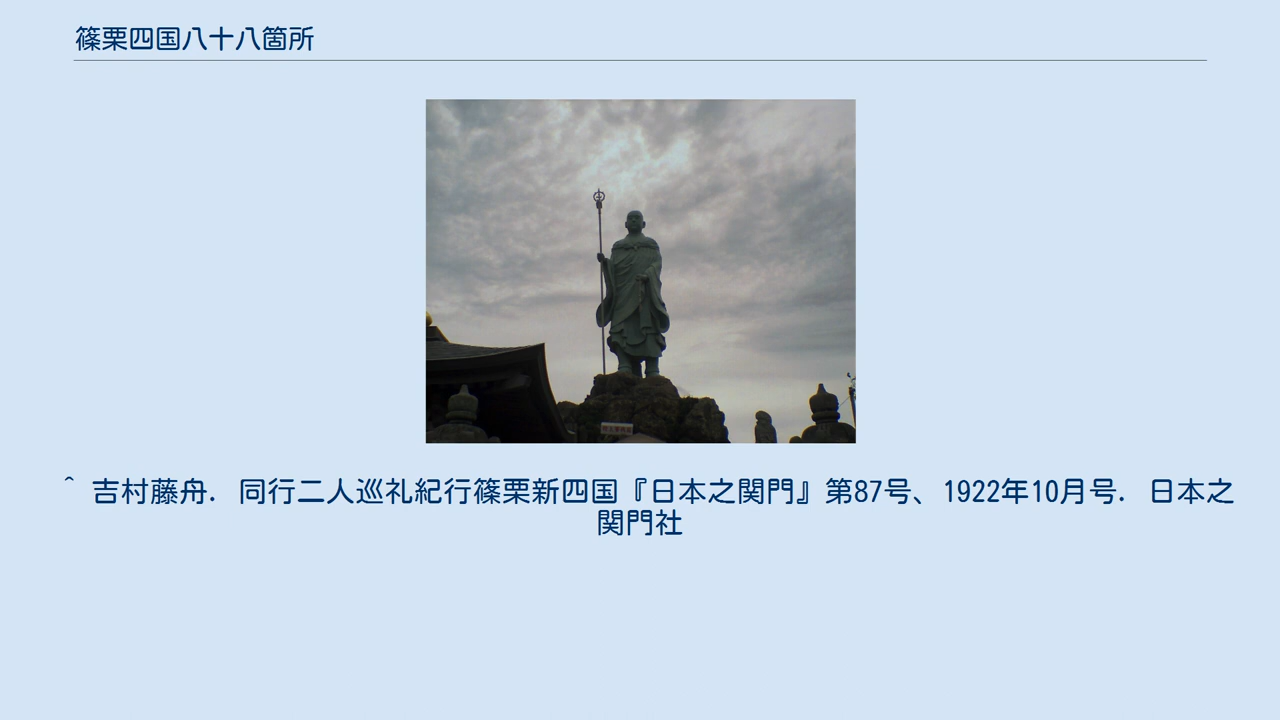 篠栗四国八十八箇所
^ 吉村藤舟. 同行二人巡礼紀行篠栗新四国『日本之関門』第87号、1922年10月号. 日本之
関門社